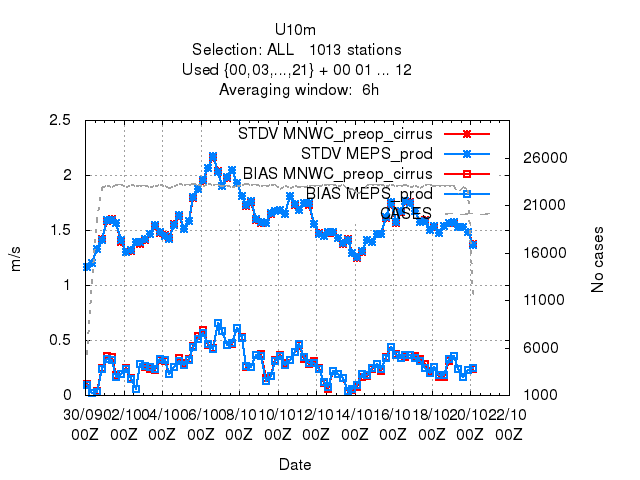 U10m
Selection: ALL   1013 stations
Used {00,03,...,21} + 00 01 ... 12
Averaging window:  6h
STDV MNWC_preop_cirrus
STDV MEPS_prod
BIAS MNWC_preop_cirrus
BIAS MEPS_prod
CASES
2.5
2
1.5
1
0.5
0
m/s
26000
21000
16000
11000
6000
1000
No cases
30/09 02/10 04/10 06/10 08/10 10/10 12/10 14/10 16/10 18/10 20/10 22/10
00Z 00Z 00Z 00Z 00Z 00Z 00Z 00Z 00Z 00Z 00Z 00Z
Date